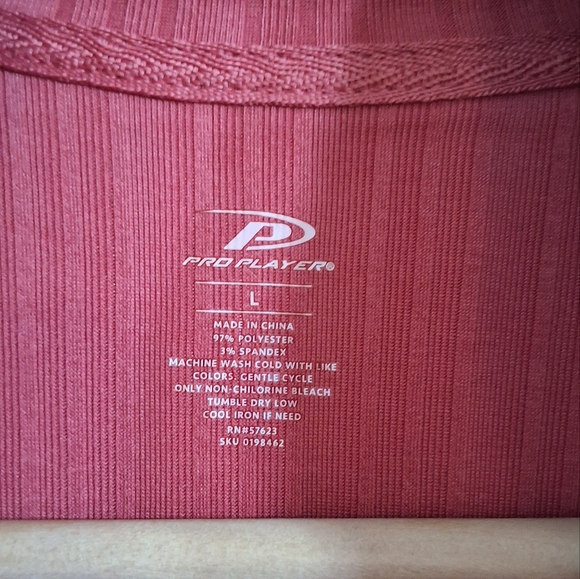 P
PRO PLAYER®
L
MADE IN CHINA
97% POLYESTER
3% SPANDEX
MACHINE WASH COLD WITH LIKE
COLORS. GENTLE CYCLE
ONLY NON-CHILORINE BLEACH
TUMBLE DRY LOW
COOL IRON IF NEED
RN#57623
SKU 0198462